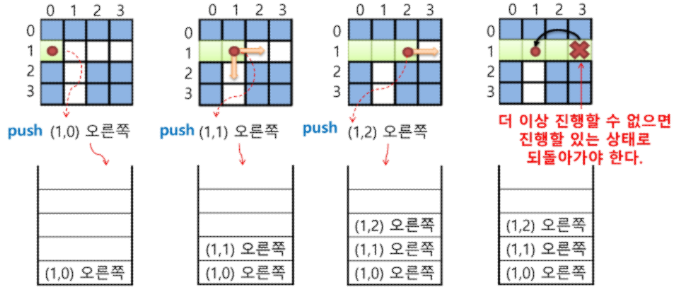 0 1 2 3
0
1
2
3
push (1,0) 오른쪽
(1,0) 오른쪽
0 1 2 3
0
1
2
3
push (1,1) 오른쪽
(1,1) 오른쪽
(1,0) 오른쪽
0 1 2 3
0
1
2
3
push (1,2) 오른쪽
(1,2) 오른쪽
(1,1) 오른쪽
(1,0) 오른쪽
0 1 2 3
0
1
2
3
더 이상 진행할 수 없으면
진행할 있는 상태로
되돌아가야 한다.
(1,2) 오른쪽
(1,1) 오른쪽
(1,0) 오른쪽